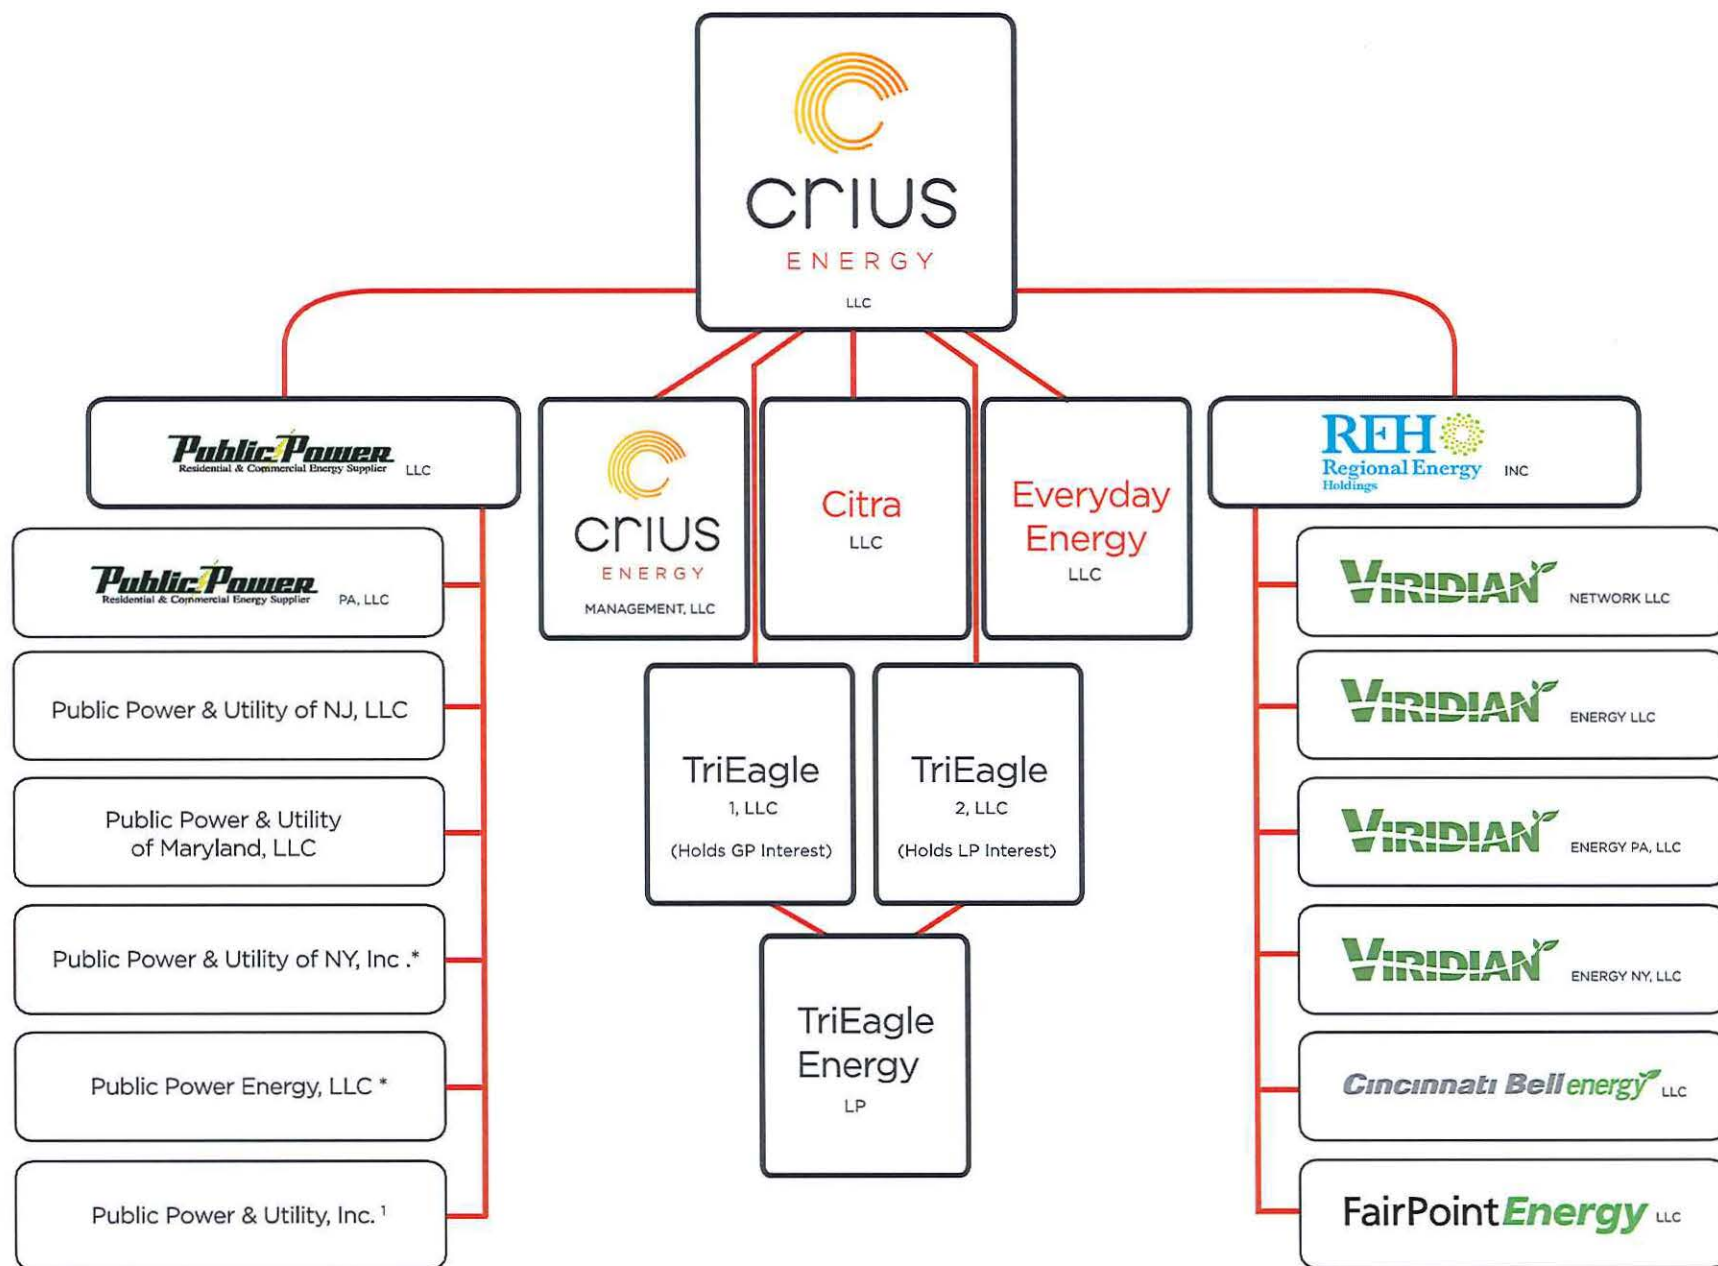 crius
ENERGY
LLC
Public Power
Residential & Commercial Energy Supplier LLC
crius
ENERGY
MANAGEMENT, LLC
Citra
LLC
Everyday
Energy
LLC
REH
Regional Energy INC
Holdings
Public Power
Residential & Commercial Energy Supplier PA, LLC
Public Power & Utility of NJ, LLC
Public Power & Utility
of Maryland, LLC
Public Power & Utility of NY, Inc .*
Public Power Energy, LLC *
Public Power & Utility, Inc. ¹
TriEagle
1, LLC
(Holds GP Interest)
TriEagle
2, LLC
(Holds LP Interest)
TriEagle
Energy
LP
VIRIDIAN NETWORK LLC
VIRIDIAN ENERGY LLC
VIRIDIAN ENERGY PA, LLC
VIRIDIAN ENERGY NY, LLC
Cincinnati Bell energy LLC
FairPoint Energy LLC